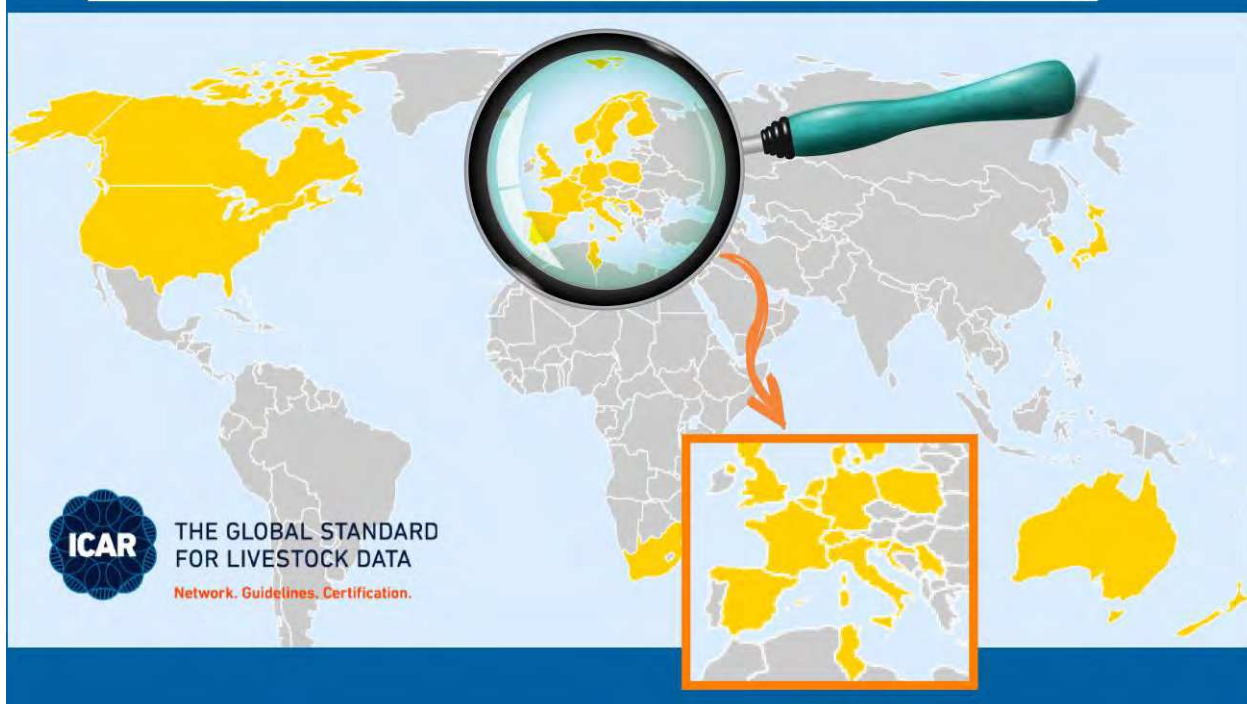 ICAR
THE GLOBAL STANDARD
FOR LIVESTOCK DATA
Network. Guidelines. Certification.